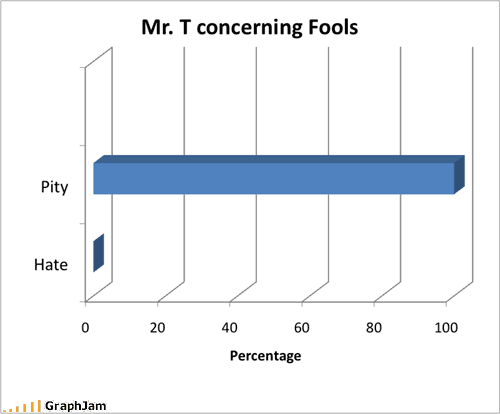 Mr. T concerning Fools
Pity
Hate
0 20 40 60 80 100
Percentage
GraphJam